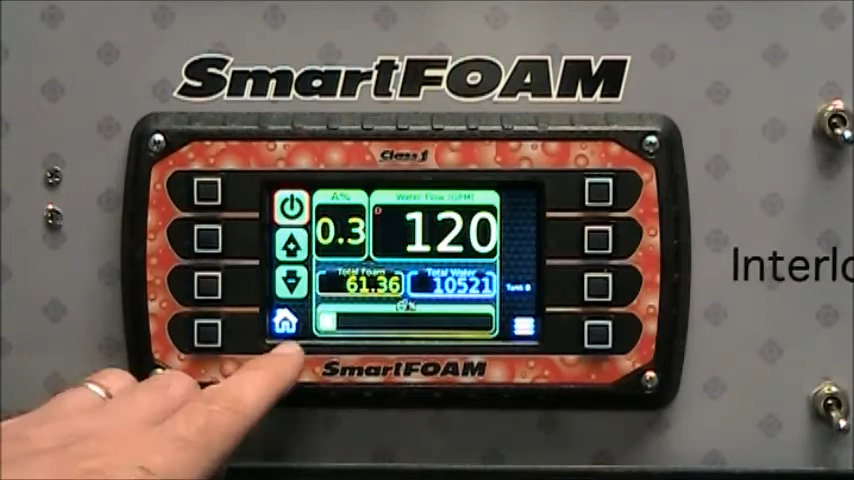 SmartFOAM
Class 1
A% Water Flow (GPM)
0.3 120
Total Foam Total Water
61.36 10521
Tank B
SmartFOAM
Interlo